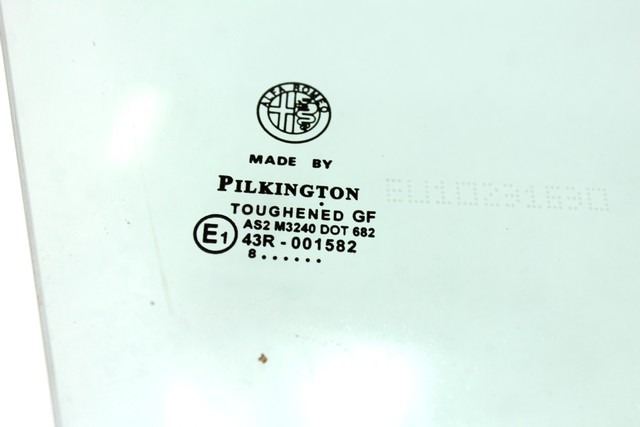 ALFA ROMEO
MADE BY
PILKINGTON
TOUGHENED GF
AS2 M3240 DOT 682
E1
43R - 001582
8......